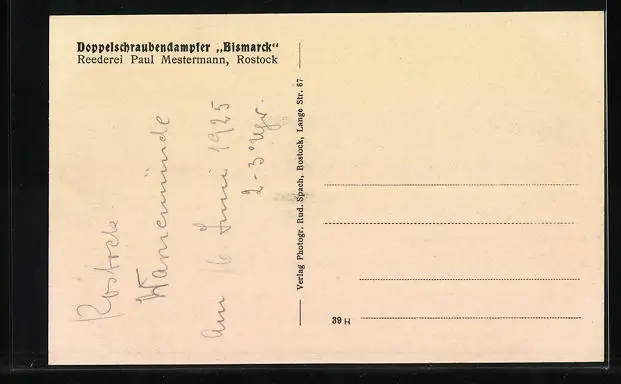 Doppelschraubendampfer „Bismarck“
Reederei Paul Mestermann, Rostock
Rostock.
Warnemünde
Am 16. Juni 1925
2-3° Uhr.
Verlag Photogr. Rud. Spach, Rostock, Lange Str. 67
39 H